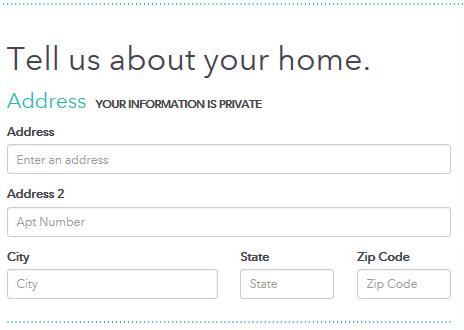 Tell us about your home.
Address YOUR INFORMATION IS PRIVATE
Address
Enter an address
Address 2
Apt Number
City State Zip Code
City State Zip Code